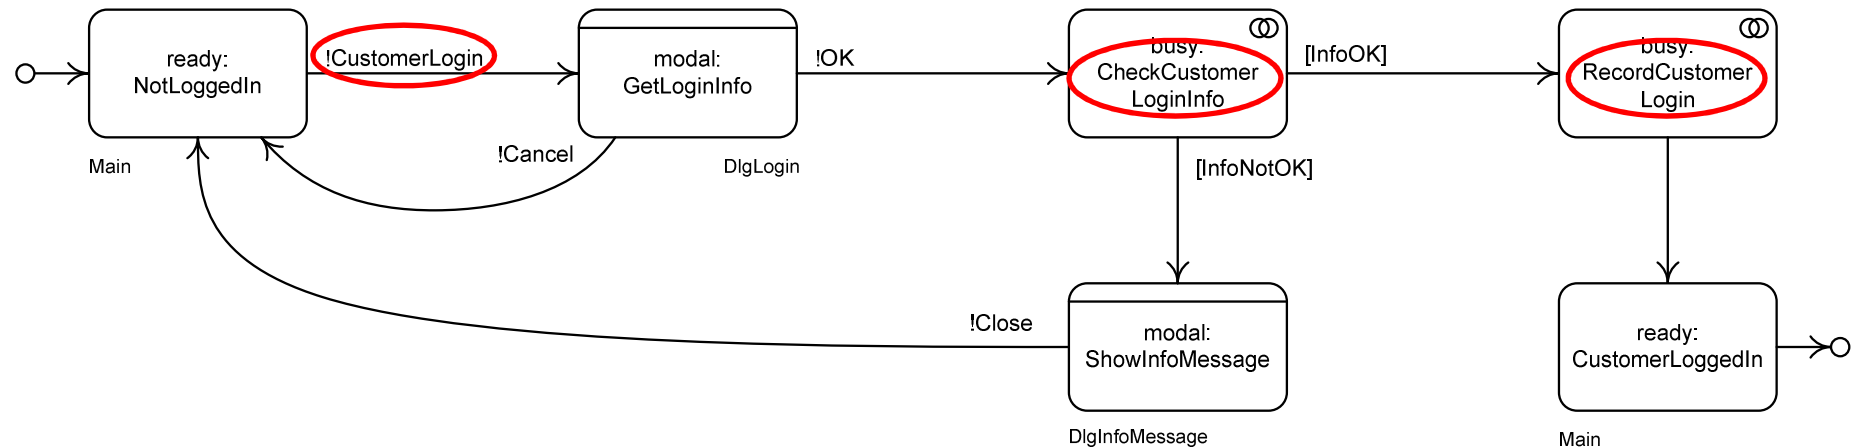 ready:
NotLoggedIn
Main
!CustomerLogin
modal:
GetLoginInfo
DlgLogin
!Cancel
!OK
busy:
CheckCustomer
LoginInfo
[InfoOK]
busy:
RecordCustomer
Login
[InfoNotOK]
!Close
modal:
ShowInfoMessage
DlgInfoMessage
ready:
CustomerLoggedIn
Main